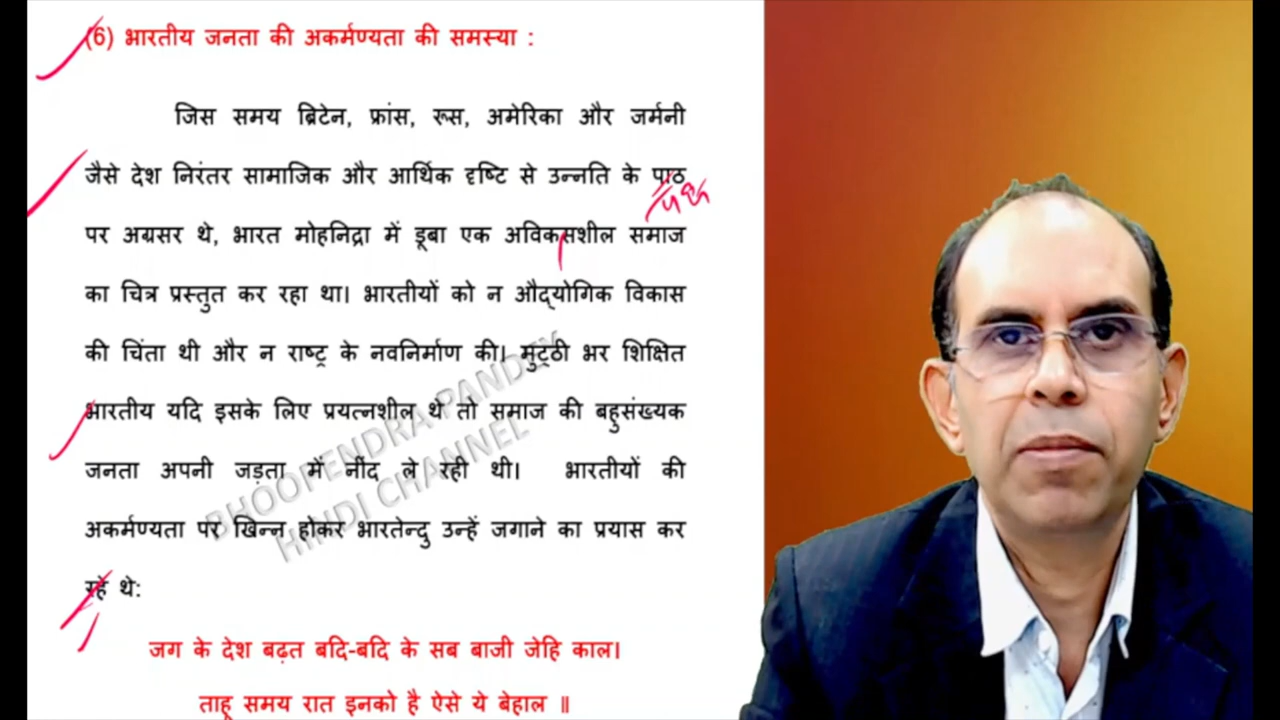 (6) भारतीय जनता की अकर्मण्यता की समस्या :
जिस समय ब्रिटेन, फ्रांस, रूस, अमेरिका और जर्मनी
जैसे देश निरंतर सामाजिक और आर्थिक दृष्टि से उन्नति के पाठ
पथ
पर अग्रसर थे, भारत मोहनिद्रा में डूबा एक अविकसशील समाज
का चित्र प्रस्तुत कर रहा था। भारतीयों को न औद्योगिक विकास
की चिंता थी और न राष्ट्र के नवनिर्माण की। मुट्ठी भर शिक्षित
भारतीय यदि इसके लिए प्रयत्नशील थे तो समाज की बहुसंख्यक
जनता अपनी जड़ता में नींद ले रही थी। भारतीयों की
अकर्मण्यता पर खिन्न होकर भारतेन्दु उन्हें जगाने का प्रयास कर
रहे थे:
जग के देश बढ़त बदि-बदि के सब बाजी जेहि काल।
ताहू समय रात इनको है ऐसे ये बेहाल ॥
BHOOPENDRA PANDEY
HINDI CHANNEL